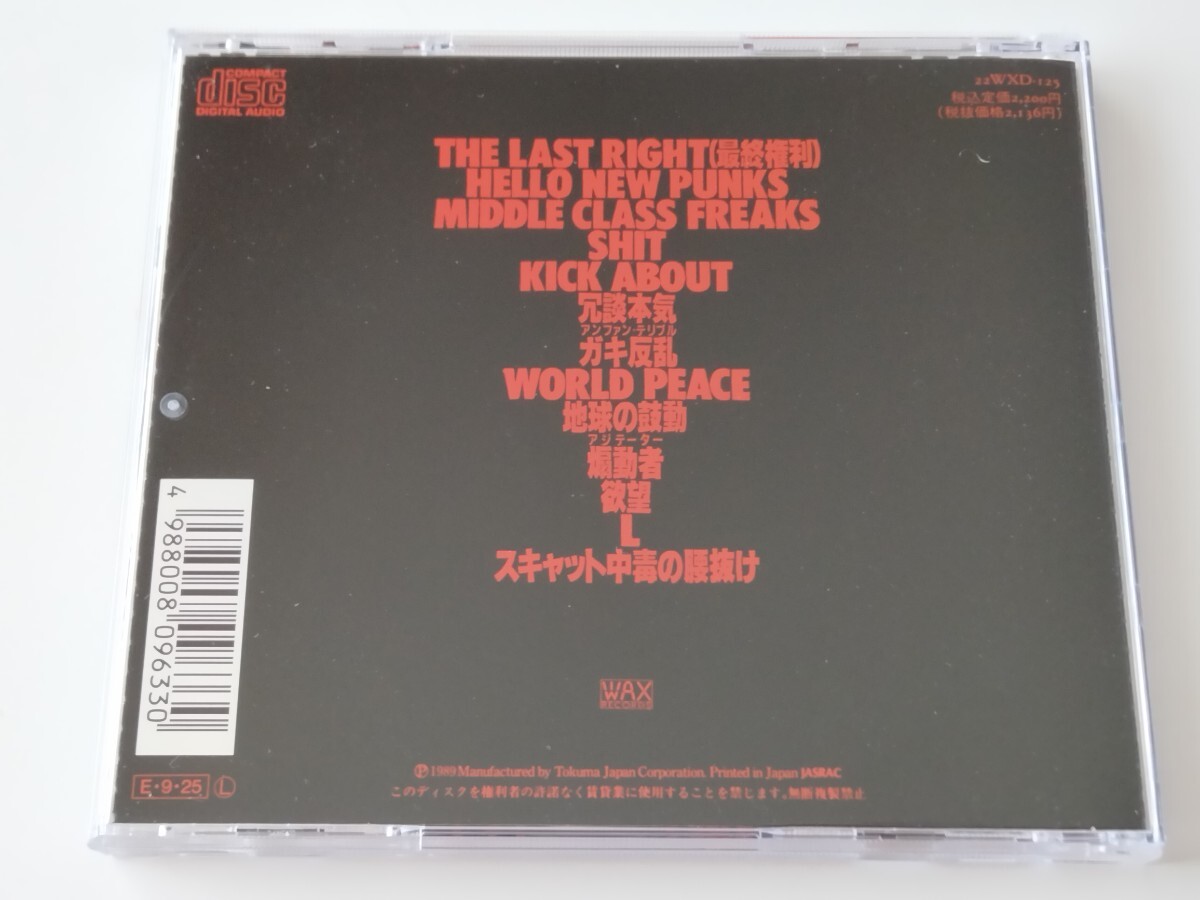 COMPACT
disc
DIGITAL AUDIO
22WXD-125
税込定価2,200円
(税抜価格2,136円)
THE LAST RIGHT(最終権利)
HELLO NEW PUNKS
MIDDLE CLASS FREAKS
SHIT
KICK ABOUT
冗談本気
アンファン・テリブル
ガキ反乱
WORLD PEACE
地球の鼓動
アジテーター
煽動者
欲望
L
スキャット中毒の腰抜け
4 988008 096330
WAX
RECORDS
E・9・25 L
Ⓟ1989 Manufactured by Tokuma Japan Corporation. Printed in Japan JASRAC
このディスクを権利者の許諾なく賃貸業に使用することを禁じます。無断複製禁止